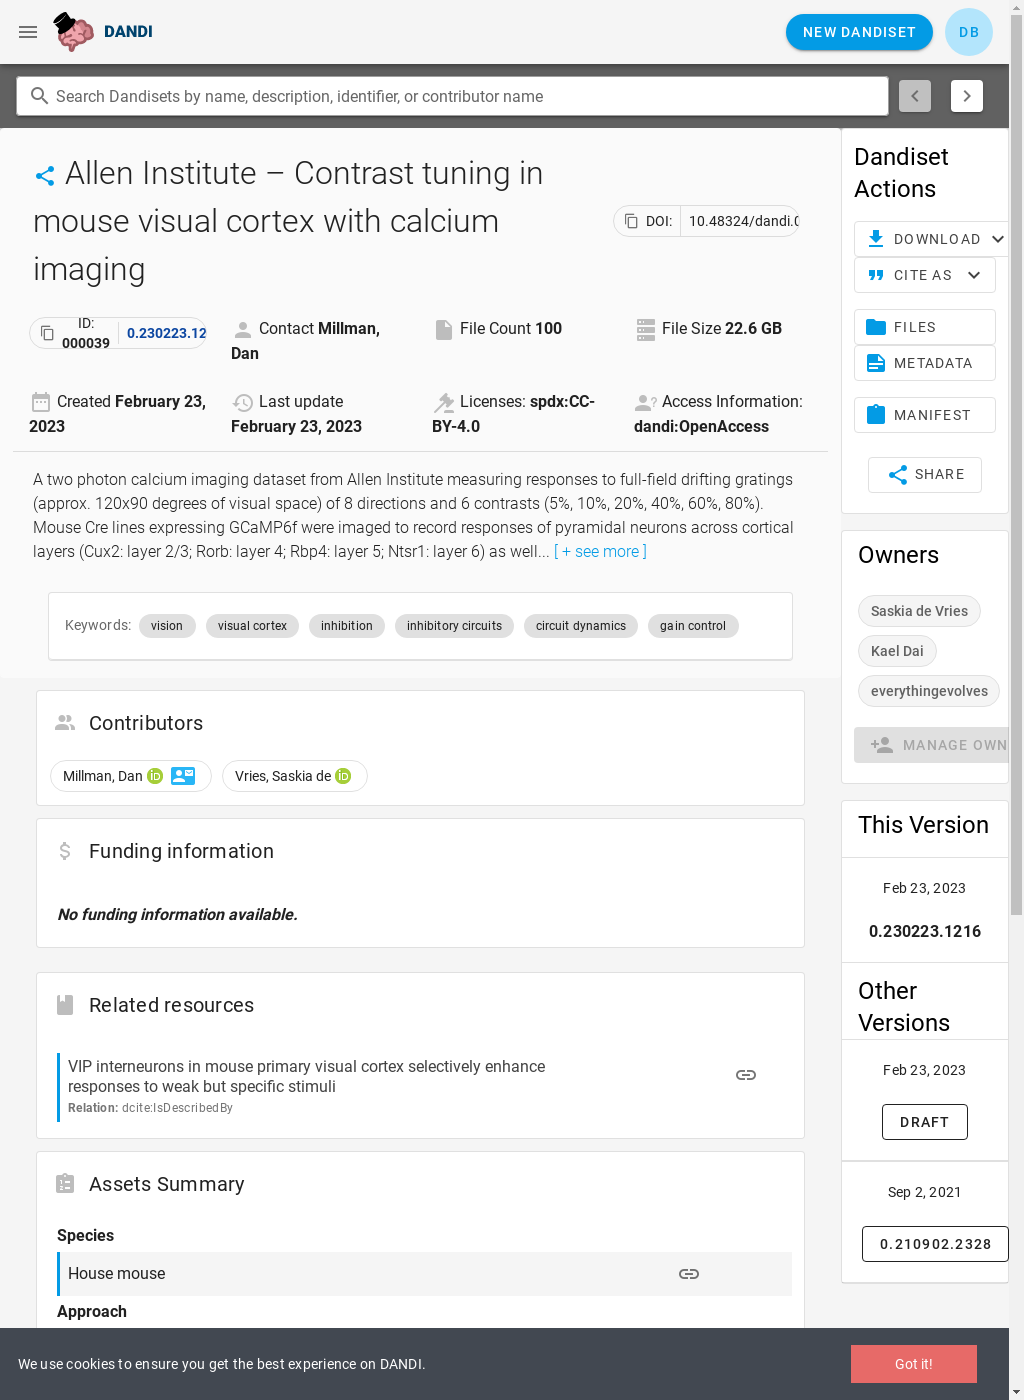 DANDI
NEW DANDISET
DB
Search Dandisets by name, description, identifier, or contributor name
Allen Institute – Contrast tuning in
mouse visual cortex with calcium
imaging
DOI: 10.48324/dandi.0
ID:
000039
0.230223.12
Contact Millman,
Dan
File Count 100
File Size 22.6 GB
Created February 23,
2023
Last update
February 23, 2023
Licenses: spdx:CC-
BY-4.0
Access Information:
dandi:OpenAccess
A two photon calcium imaging dataset from Allen Institute measuring responses to full-field drifting gratings
(approx. 120x90 degrees of visual space) of 8 directions and 6 contrasts (5%, 10%, 20%, 40%, 60%, 80%).
Mouse Cre lines expressing GCaMP6f were imaged to record responses of pyramidal neurons across cortical
layers (Cux2: layer 2/3; Rorb: layer 4; Rbp4: layer 5; Ntsr1: layer 6) as well... [ + see more ]
Keywords: vision visual cortex inhibition inhibitory circuits circuit dynamics gain control
Contributors
Millman, Dan iD Vries, Saskia de iD
Funding information
No funding information available.
Related resources
VIP interneurons in mouse primary visual cortex selectively enhance
responses to weak but specific stimuli
Relation: dcite:IsDescribedBy
Assets Summary
Species
House mouse
Approach
Dandiset
Actions
DOWNLOAD
CITE AS
FILES
METADATA
MANIFEST
SHARE
Owners
Saskia de Vries
Kael Dai
everythingevolves
MANAGE OWN
This Version
Feb 23, 2023
0.230223.1216
Other
Versions
Feb 23, 2023
DRAFT
Sep 2, 2021
0.210902.2328
We use cookies to ensure you get the best experience on DANDI.
Got it!